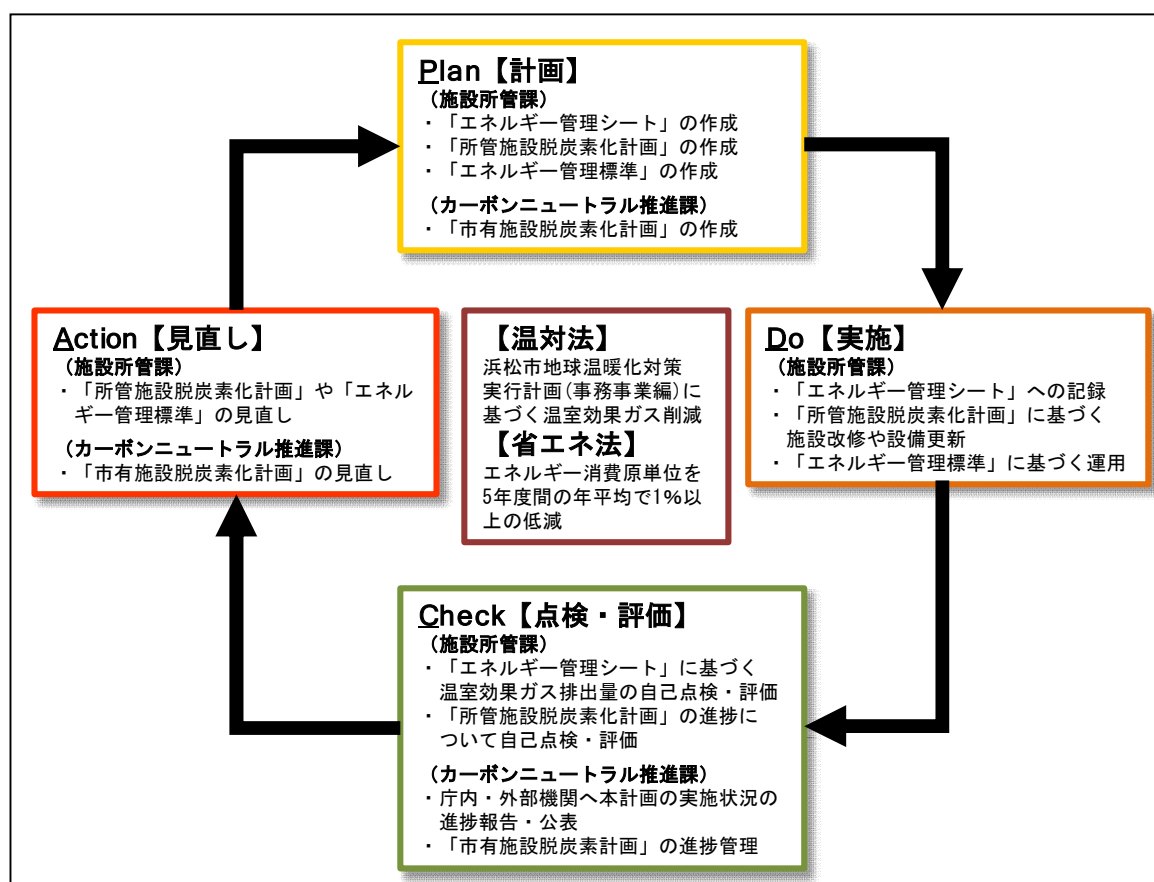 Plan【計画】
(施設所管課)
・「エネルギー管理シート」の作成
・「所管施設脱炭素化計画」の作成
・「エネルギー管理標準」の作成
(カーボンニュートラル推進課)
・「市有施設脱炭素化計画」の作成
Action【見直し】
(施設所管課)
・「所管施設脱炭素化計画」や「エネル
ギー管理標準」の見直し
(カーボンニュートラル推進課)
・「市有施設脱炭素化計画」の見直し
【温対法】
浜松市地球温暖化対策
実行計画(事務事業編)に
基づく温室効果ガス削減
【省エネ法】
エネルギー消費原単位を
5年度間の年平均で1%以
上の低減
Do【実施】
(施設所管課)
・「エネルギー管理シート」への記録
・「所管施設脱炭素化計画」に基づく
施設改修や設備更新
・「エネルギー管理標準」に基づく運用
Check【点検・評価】
(施設所管課)
・「エネルギー管理シート」に基づく
温室効果ガス排出量の自己点検・評価
・「所管施設脱炭素化計画」の進捗に
ついて自己点検・評価
(カーボンニュートラル推進課)
・庁内・外部機関へ本計画の実施状況の
進捗報告・公表
・「市有施設脱炭素計画」の進捗管理